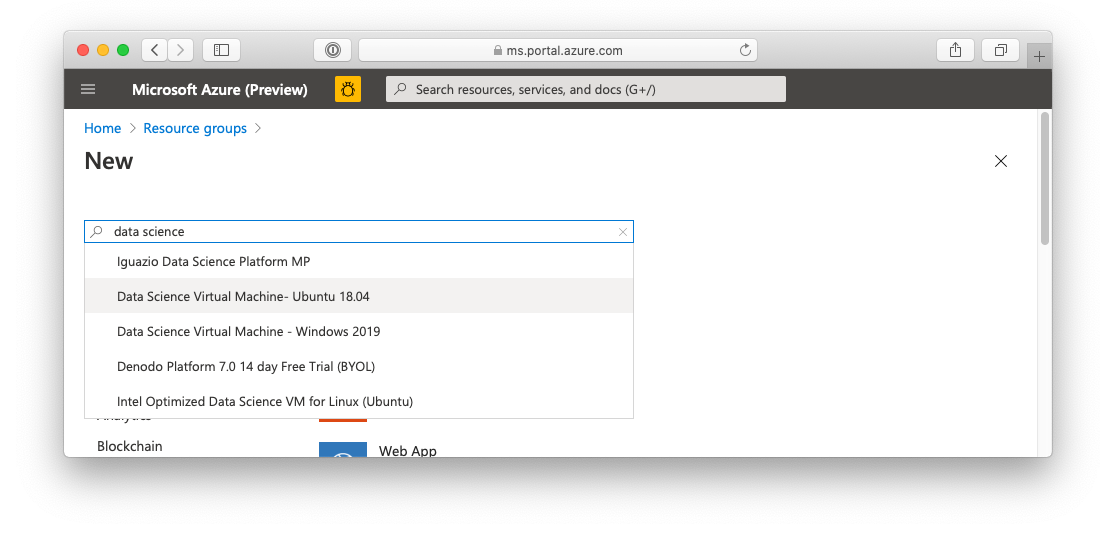 ms.portal.azure.com
Microsoft Azure (Preview)
Search resources, services, and docs (G+/)
Home > Resource groups >
New
data science
Iguazio Data Science Platform MP
Data Science Virtual Machine- Ubuntu 18.04
Data Science Virtual Machine - Windows 2019
Denodo Platform 7.0 14 day Free Trial (BYOL)
Intel Optimized Data Science VM for Linux (Ubuntu)
Analytics
Blockchain
Web App